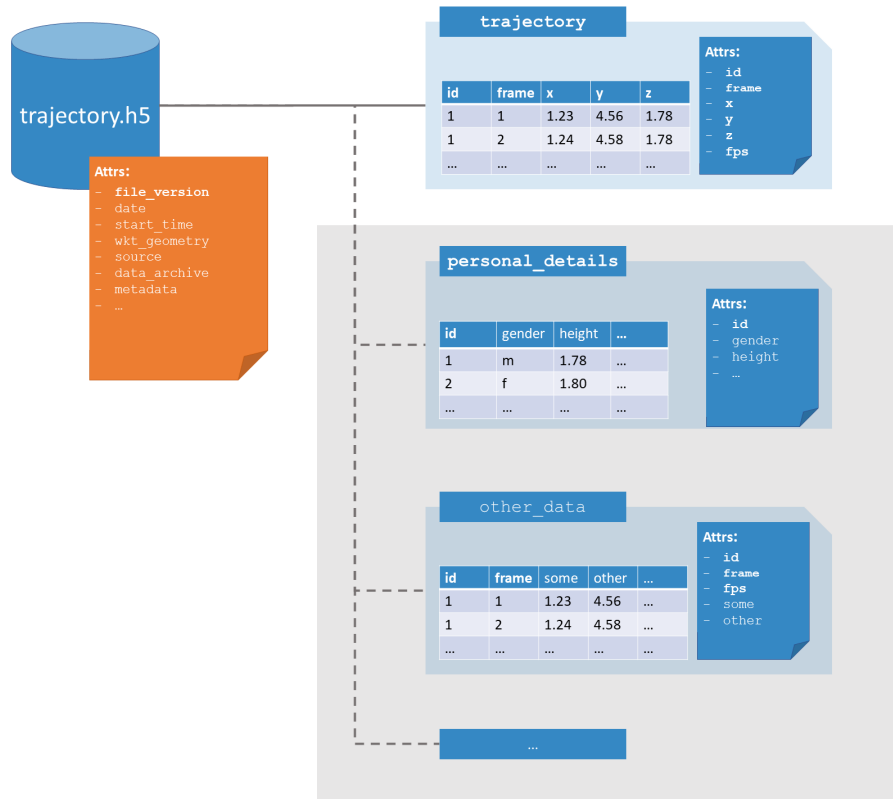 trajectory.h5
Attrs:
- file_version
- date
- start_time
- wkt_geometry
- source
- data_archive
- metadata
- …
trajectory
id frame x y z
1 1 1.23 4.56 1.78
1 2 1.24 4.58 1.78
… … … … …
Attrs:
- id
- frame
- x
- y
- z
- fps
personal_details
id gender height …
1 m 1.78 …
2 f 1.80 …
… … … …
Attrs:
- id
- gender
- height
- …
other_data
id frame some other …
1 1 1.23 4.56 …
1 2 1.24 4.58 …
… … … … …
Attrs:
- id
- frame
- fps
- some
- other
…